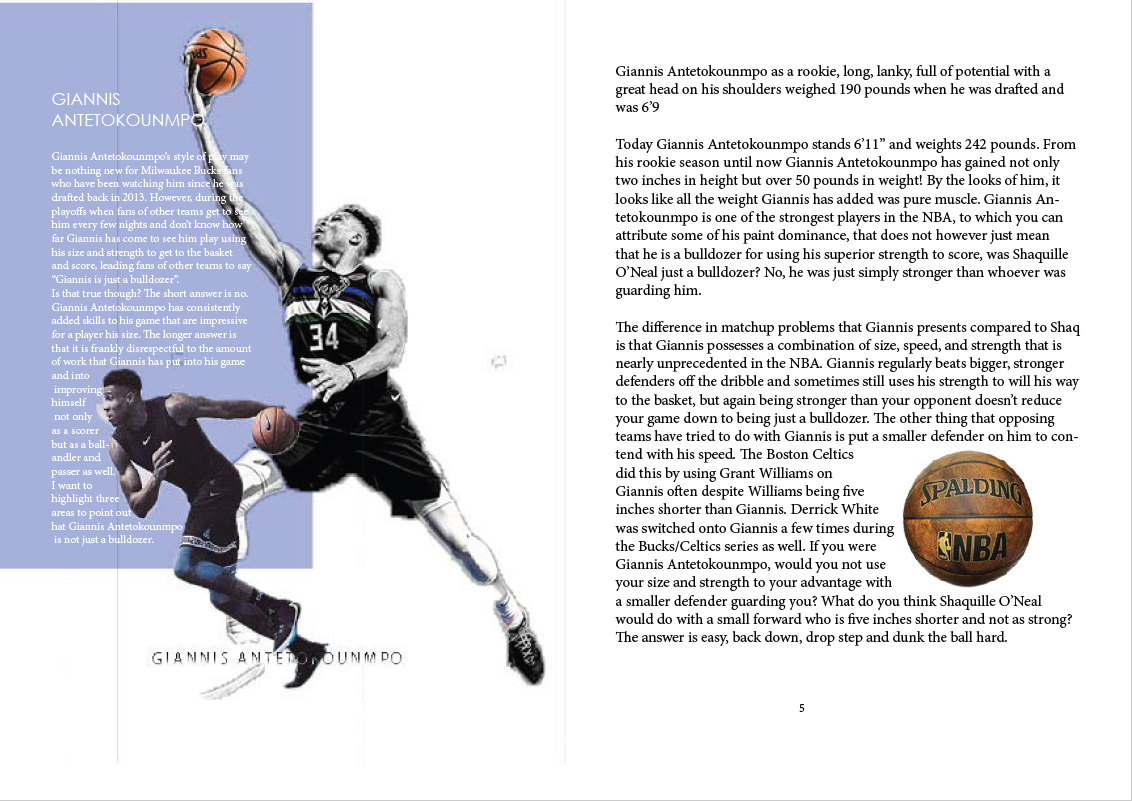 GIANNIS
ANTETOKOUNMPO
Giannis Antetokounmpo's style of play may
be nothing new for Milwaukee Bucks fans
who have been watching him since he was
drafted back in 2013. However, during the
playoffs when fans of other teams get to see
him every few nights and don't know how
far Giannis has come to see him play using
his size and strength to get to the basket
and score, leading fans of other teams to say
“Giannis is just a bulldozer”.
Is that true though? The short answer is no.
Giannis Antetokounmpo has consistently
added skills to his game that are impressive
for a player his size. The longer answer is
that it is frankly disrespectful to the amount
of work that Giannis has put into his game
and into
improving
himself
not only
as a scorer
but as a ball-
andler and
passer as well.
I want to
highlight three
areas to point out
hat Giannis Antetokounmpo
is not just a bulldozer.
34
GIANNIS ANTETOKOUNMPO
Giannis Antetokounmpo as a rookie, long, lanky, full of potential with a
great head on his shoulders weighed 190 pounds when he was drafted and
was 6’9
Today Giannis Antetokounmpo stands 6’11” and weights 242 pounds. From
his rookie season until now Giannis Antetokounmpo has gained not only
two inches in height but over 50 pounds in weight! By the looks of him, it
looks like all the weight Giannis has added was pure muscle. Giannis An-
tetokounmpo is one of the strongest players in the NBA, to which you can
attribute some of his paint dominance, that does not however just mean
that he is a bulldozer for using his superior strength to score, was Shaquille
O’Neal just a bulldozer? No, he was just simply stronger than whoever was
guarding him.
The difference in matchup problems that Giannis presents compared to Shaq
is that Giannis possesses a combination of size, speed, and strength that is
nearly unprecedented in the NBA. Giannis regularly beats bigger, stronger
defenders off the dribble and sometimes still uses his strength to will his way
to the basket, but again being stronger than your opponent doesn’t reduce
your game down to being just a bulldozer. The other thing that opposing
teams have tried to do with Giannis is put a smaller defender on him to con-
tend with his speed. The Boston Celtics
did this by using Grant Williams on
Giannis often despite Williams being five
inches shorter than Giannis. Derrick White
was switched onto Giannis a few times during
the Bucks/Celtics series as well. If you were
Giannis Antetokounmpo, would you not use
your size and strength to your advantage with
a smaller defender guarding you? What do you think Shaquille O’Neal
would do with a small forward who is five inches shorter and not as strong?
The answer is easy, back down, drop step and dunk the ball hard.
SPALDING
NBA
5